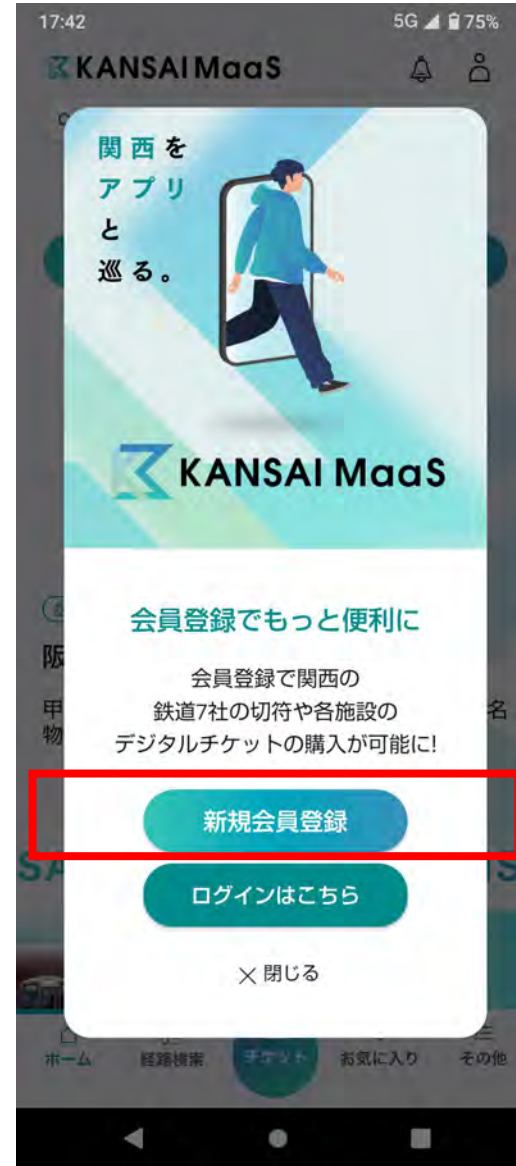 17:42 5G 75%
KANSAI MaaS
関西を
アプリ
と
巡る。
KANSAI MaaS
会員登録でもっと便利に
阪
会員登録で関西の
甲 鉄道7社の切符や各施設の 名
物 デジタルチケットの購入が可能に!
新規会員登録
SA S
ログインはこちら
× 閉じる
ホーム 経路検索 チケット お気に入り その他